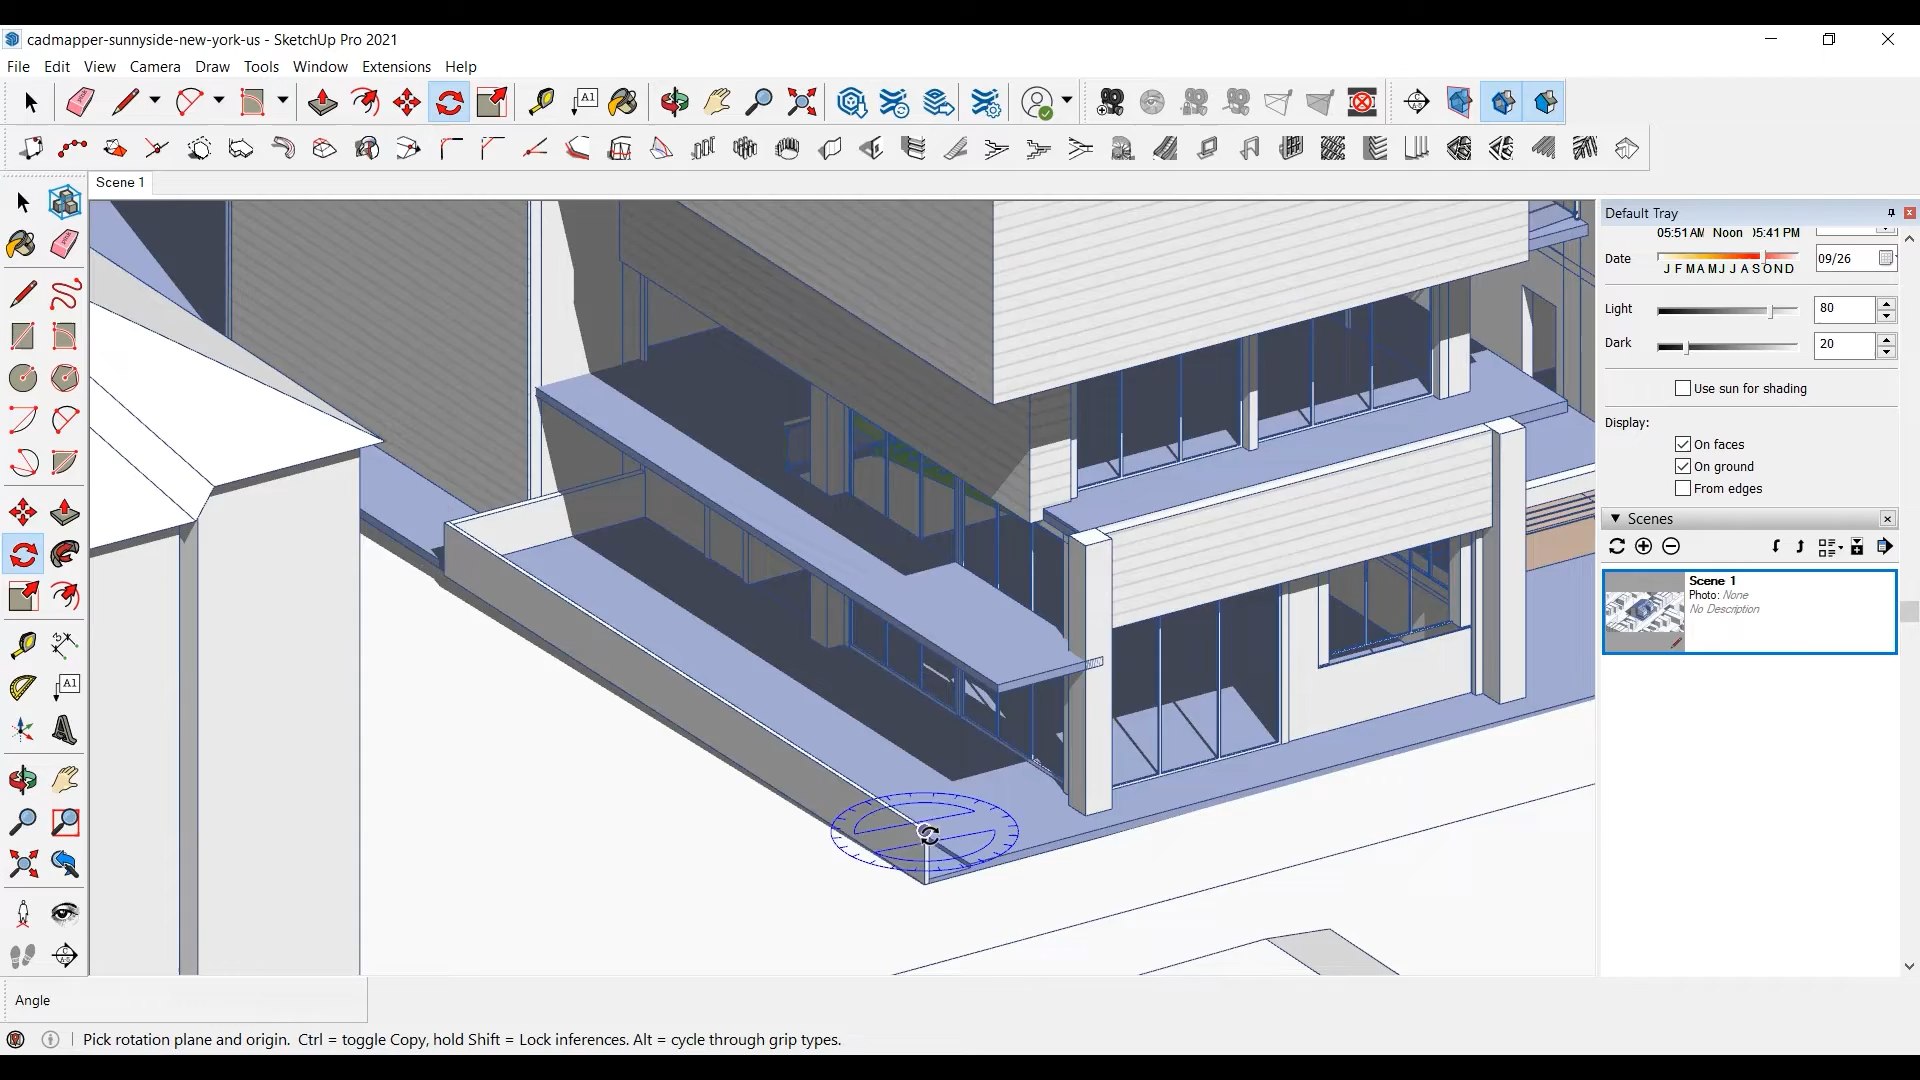 cadmapper-sunnyside-new-york-us - SketchUp Pro 2021
File Edit View Camera Draw Tools Window Extensions Help
A1
Scene 1
Default Tray
05:51 AM Noon 05:41 PM
Date
J F M A M J J A S O N D
09/26
Light
80
Dark
20
Use sun for shading
Display:
On faces
On ground
From edges
Scenes
Scene 1
Photo: None
No Description
A1
Angle
Pick rotation plane and origin. Ctrl = toggle Copy, hold Shift = Lock inferences. Alt = cycle through grip types.